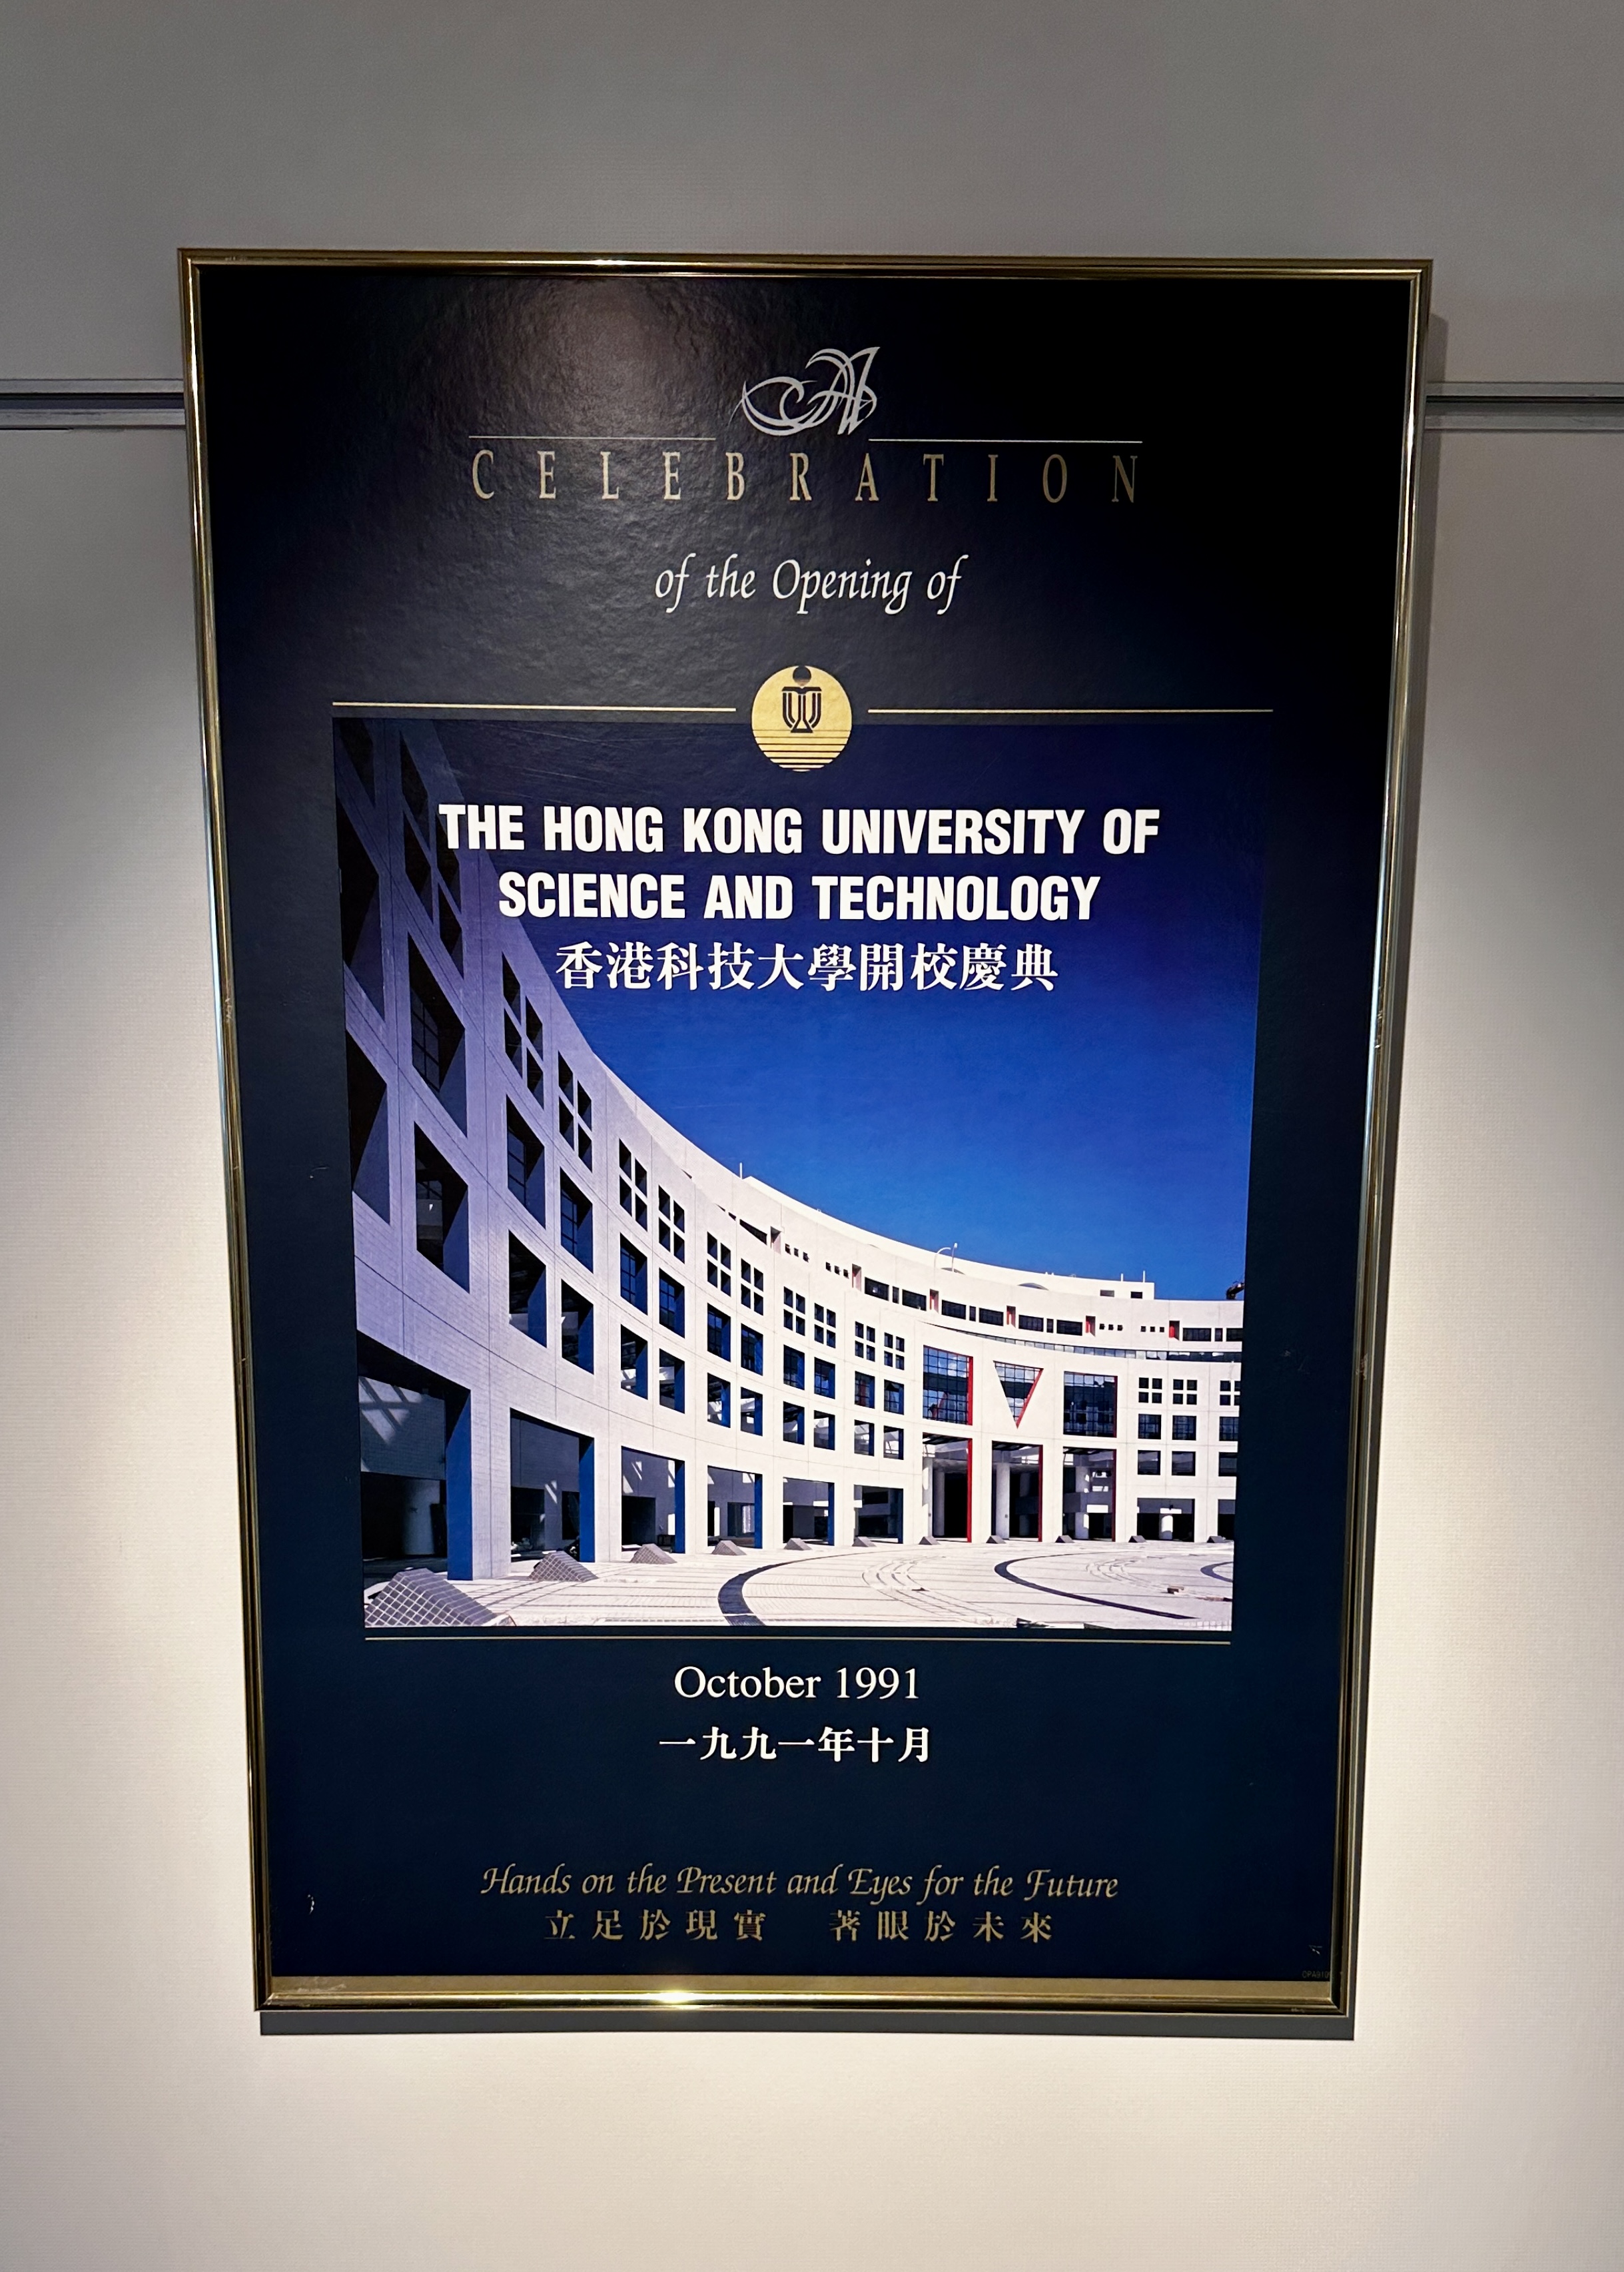 A
CELEBRATION
of the Opening of
THE HONG KONG UNIVERSITY OF
SCIENCE AND TECHNOLOGY
香港科技大學開校慶典
October 1991
一九九一年十月
Hands on the Present and Eyes for the Future
立足於現實 著眼於未來